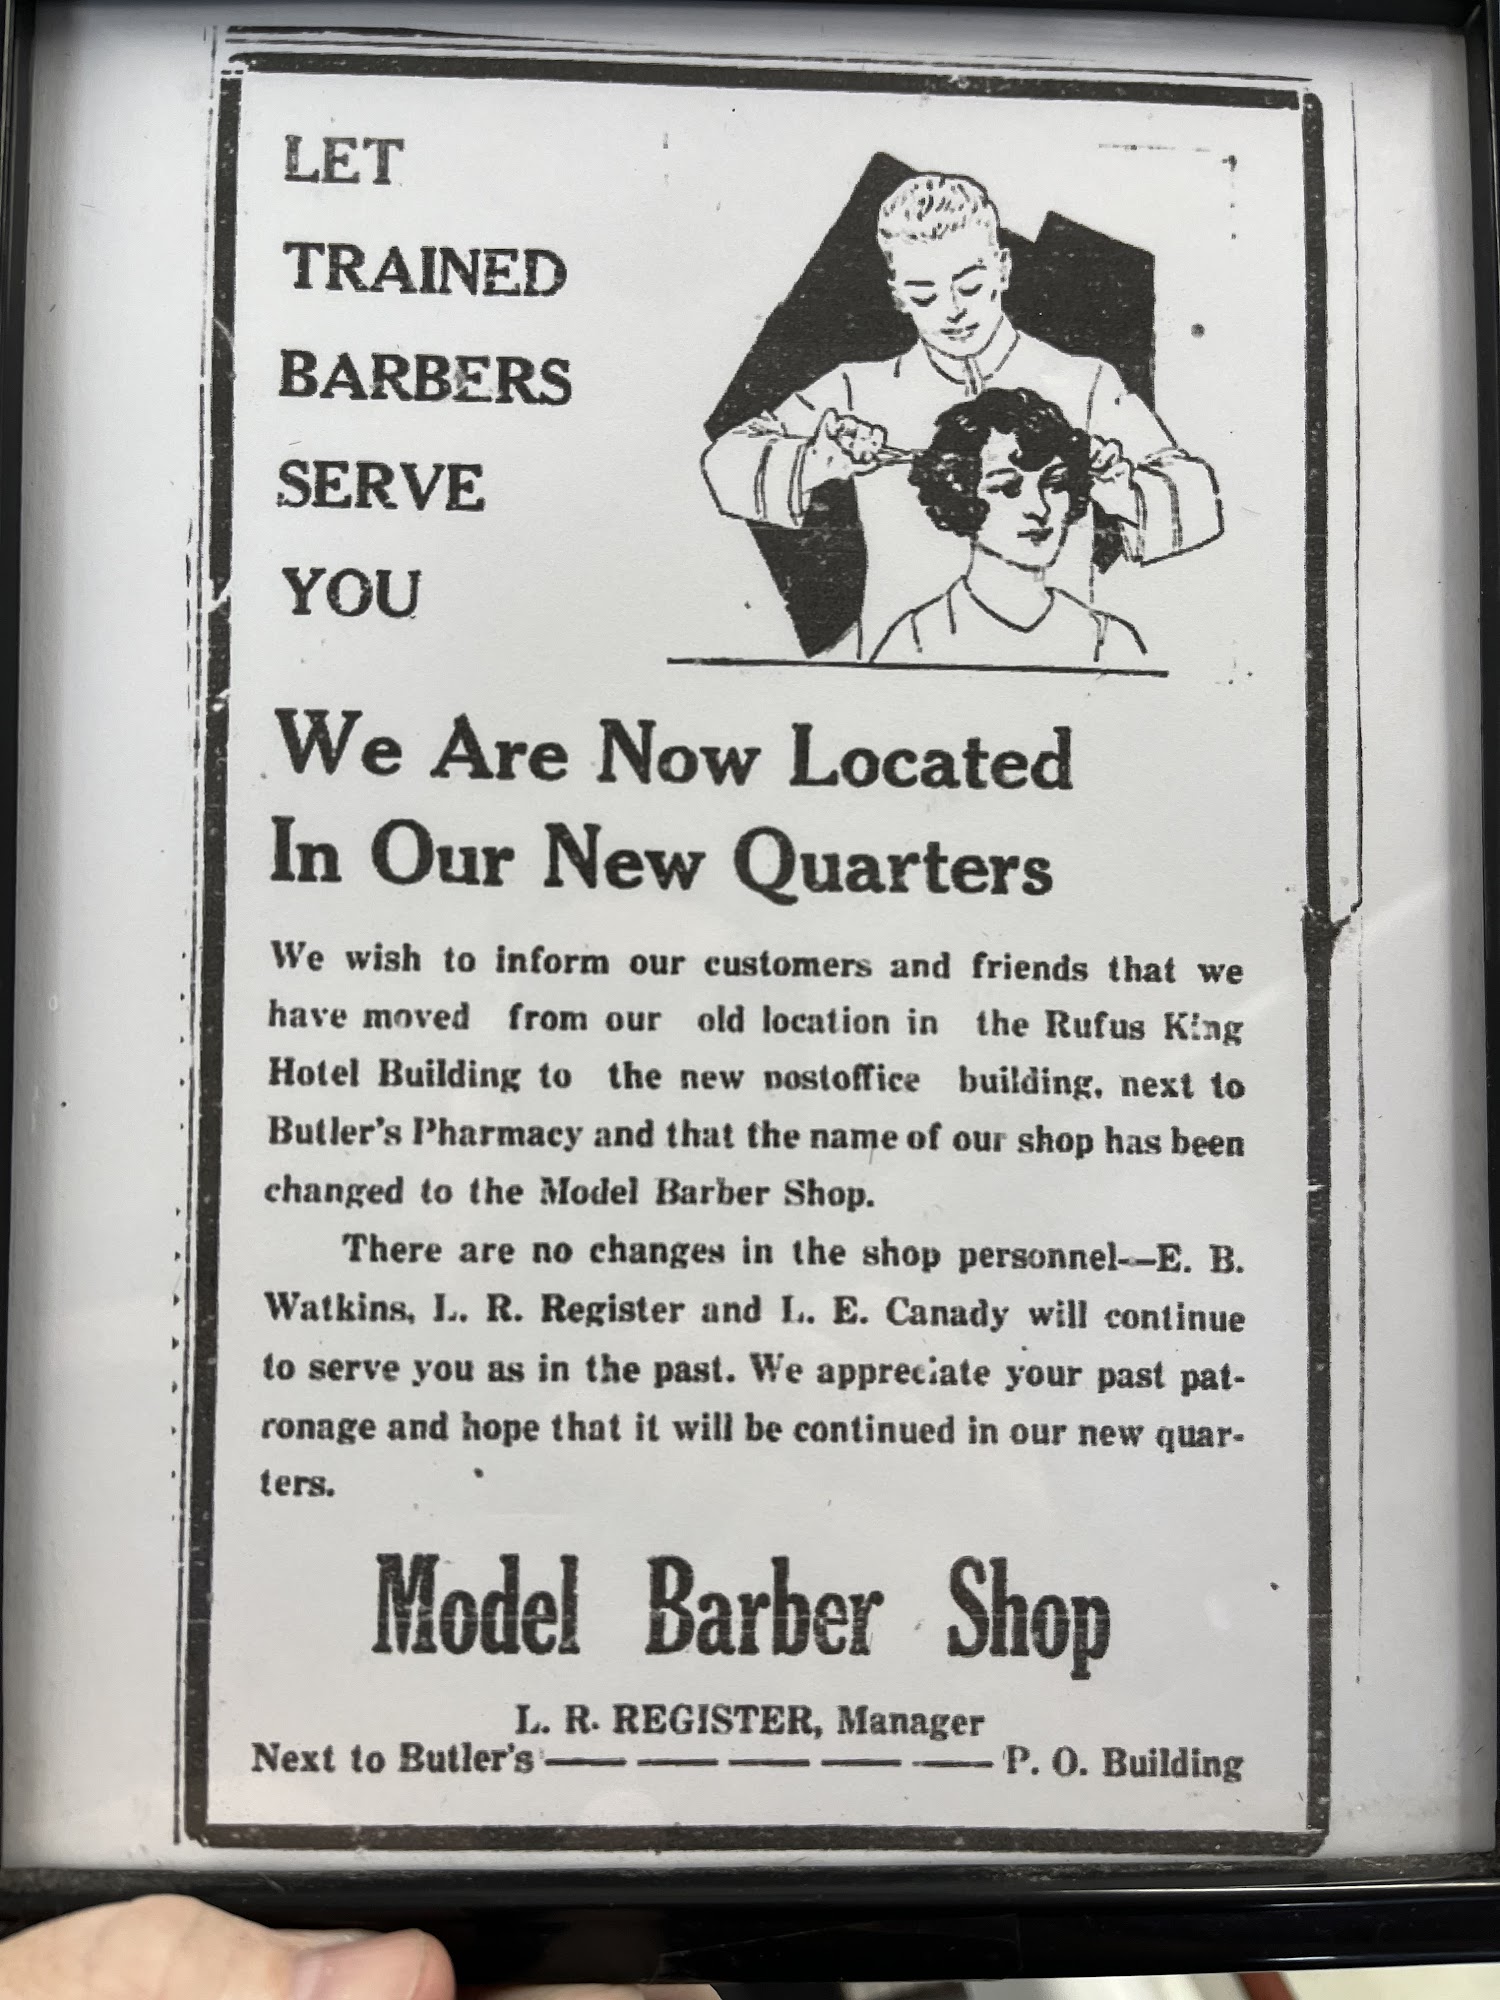 LET
TRAINED
BARBERS
SERVE
YOU
We Are Now Located
In Our New Quarters
We wish to inform our customers and friends that we
have moved from our old location in the Rufus King
Hotel Building to the new postoffice building, next to
Butler's Pharmacy and that the name of our shop has been
changed to the Model Barber Shop.
There are no changes in the shop personnel—E. B.
Watkins, L. R. Register and L. E. Canady will continue
to serve you as in the past. We appreciate your past pat-
ronage and hope that it will be continued in our new quar-
ters.
Model Barber Shop
L. R. REGISTER, Manager
Next to Butler's — — — — — P. O. Building